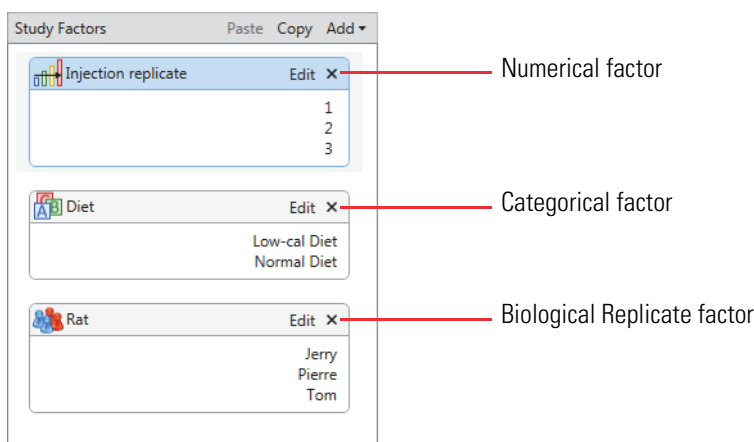 Study Factors Paste Copy Add
Injection replicate Edit ×
Numerical factor
1
2
3
Diet Edit ×
Categorical factor
Low-cal Diet
Normal Diet
Rat Edit ×
Biological Replicate factor
Jerry
Pierre
Tom